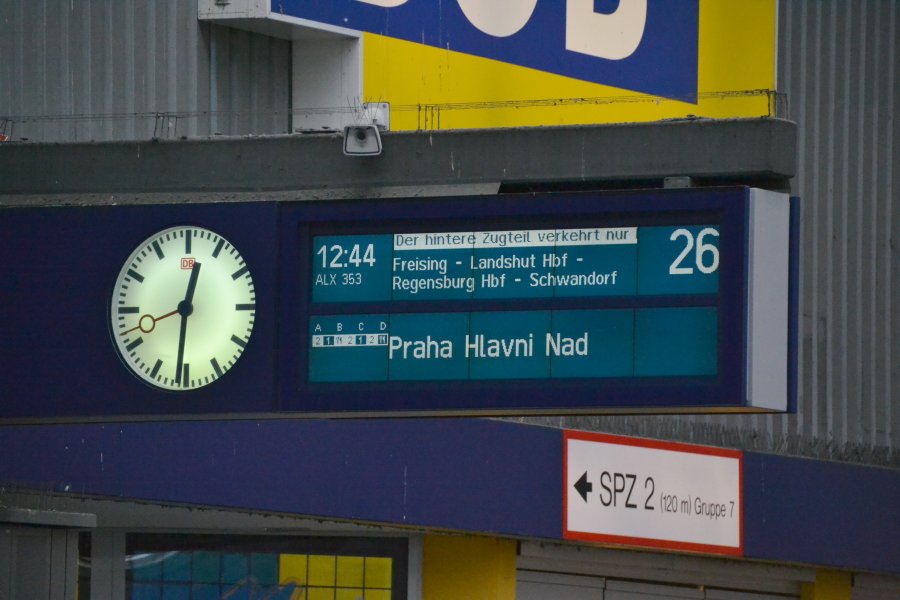 DB
12:44
ALX 353
Der hintere Zugteil verkehrt nur
Freising - Landshut Hbf -
Regensburg Hbf - Schwandorf
26
A B C D
Praha Hlavni Nad
SPZ 2 (120 m) Gruppe 7